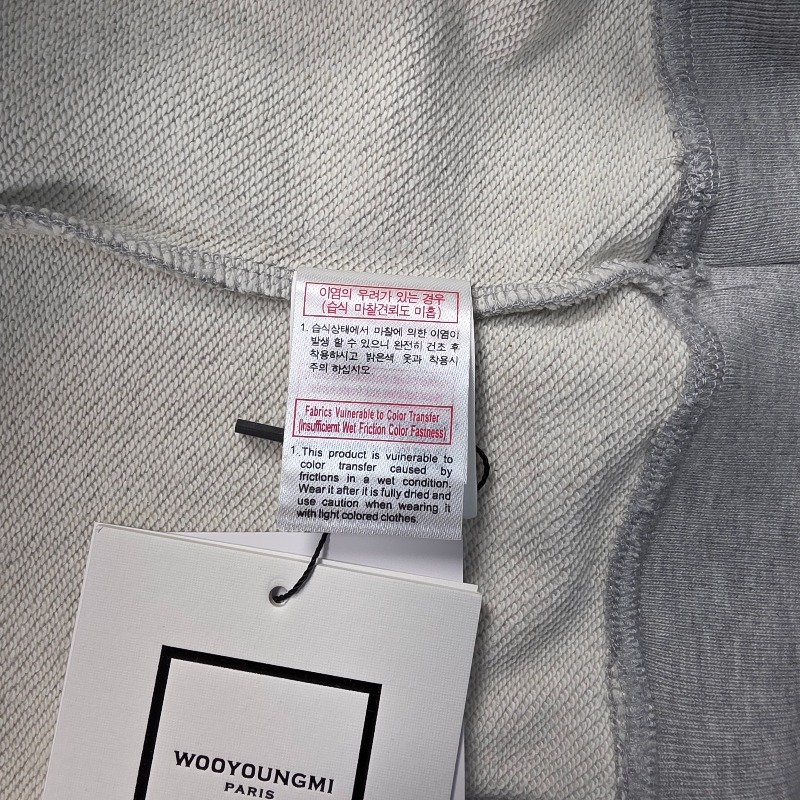 이염의 우려가 있는 경우
(습식 마찰견뢰도 미흡)
1. 습식상태에서 마찰에 의한 이염이
발생 할 수 있으니 완전히 건조 후
착용하시고 밝은색 옷과 착용시
주의 하십시오
Fabrics Vulnerable to Color Transfer
(Insufficiemt Wet Friction Color Fastness)
1. This product is vuinerable to
color transfer caused by
frictions in a wet condition.
Wear it after it is fully dried and
use caution when wearing it
with light colored clothes.
WOOYOUNGMI
PARIS